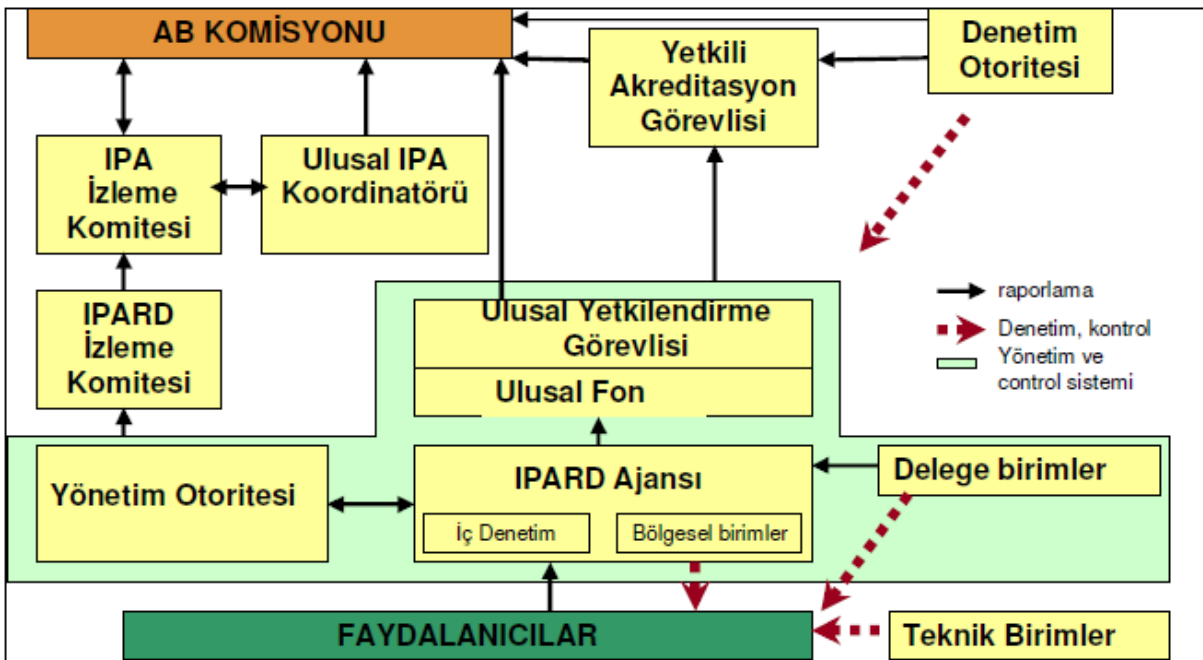 AB KOMİSYONU
Yetkili
Akreditasyon
Görevlisi
Denetim
Otoritesi
IPA
İzleme
Komitesi
Ulusal IPA
Koordinatörü
IPARD
İzleme
Komitesi
Ulusal Yetkilendirme
Görevlisi
Ulusal Fon
raporlama
Denetim, kontrol
Yönetim ve
control sistemi
Yönetim Otoritesi
IPARD Ajansı
İç Denetim
Bölgesel birimler
Delege birimler
FAYDALANICILAR
Teknik Birimler